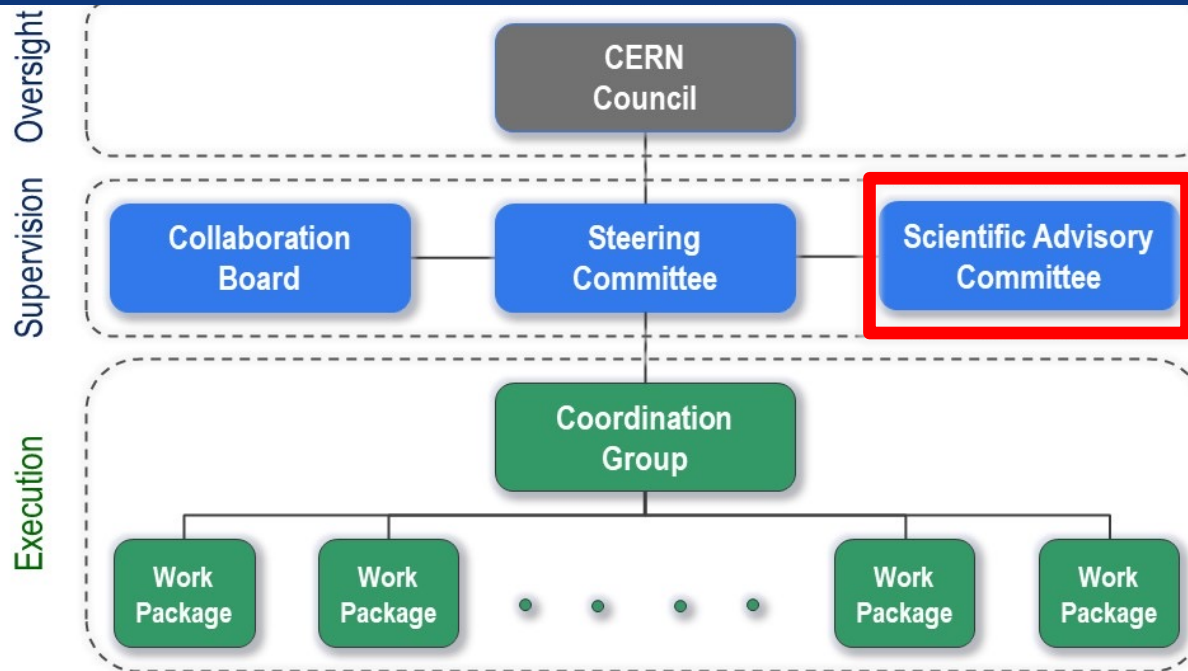 Oversight
CERN
Council
Supervision
Collaboration
Board
Steering
Committee
Scientific Advisory
Committee
Execution
Coordination
Group
Work
Package
Work
Package
Work
Package
Work
Package